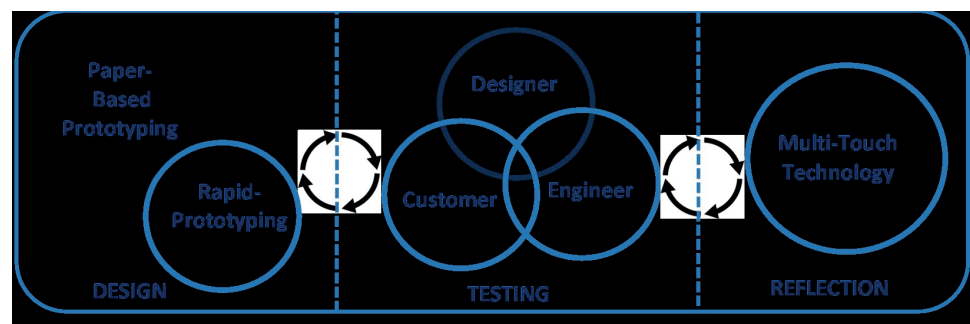 Paper-
Based
Prototyping
Rapid-
Prototyping
DESIGN
Designer
Customer
Engineer
TESTING
Multi-Touch
Technology
REFLECTION